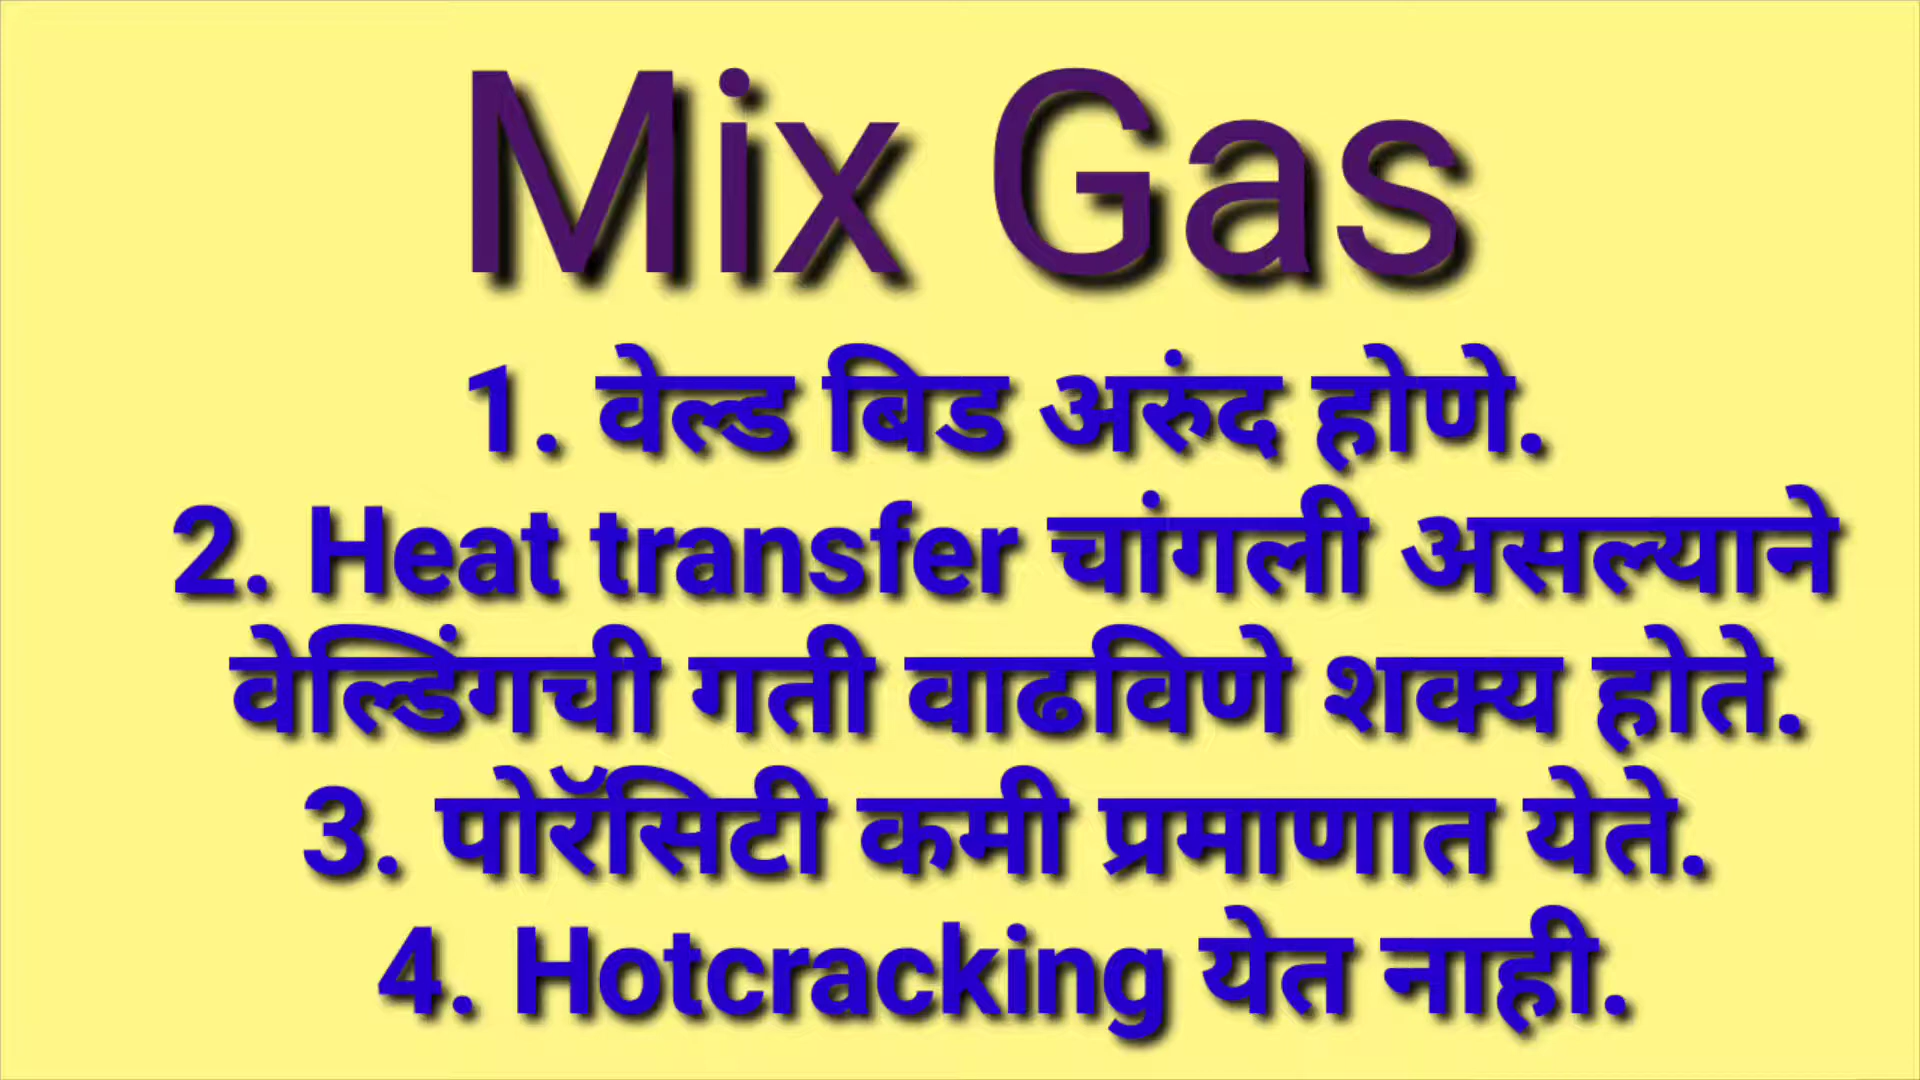 Mix Gas
1. वेल्ड बिड अरुंद होणे.
2. Heat transfer चांगली असल्याने
वेल्डिंगची गती वाढविणे शक्य होते.
3. पोरॅसिटी कमी प्रमाणात येते.
4. Hotcracking येत नाही.